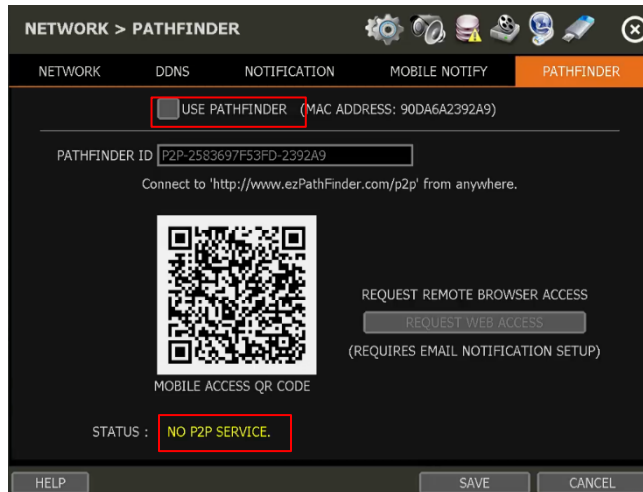 NETWORK > PATHFINDER
NETWORK DDNS NOTIFICATION MOBILE NOTIFY PATHFINDER
USE PATHFINDER (MAC ADDRESS: 90DA6A2392A9)
PATHFINDER ID P2P-2583697F53FD-2392A9
Connect to 'http://www.ezPathFinder.com/p2p' from anywhere.
REQUEST REMOTE BROWSER ACCESS
REQUEST WEB ACCESS
(REQUIRES EMAIL NOTIFICATION SETUP)
MOBILE ACCESS QR CODE
STATUS : NO P2P SERVICE.
HELP SAVE CANCEL